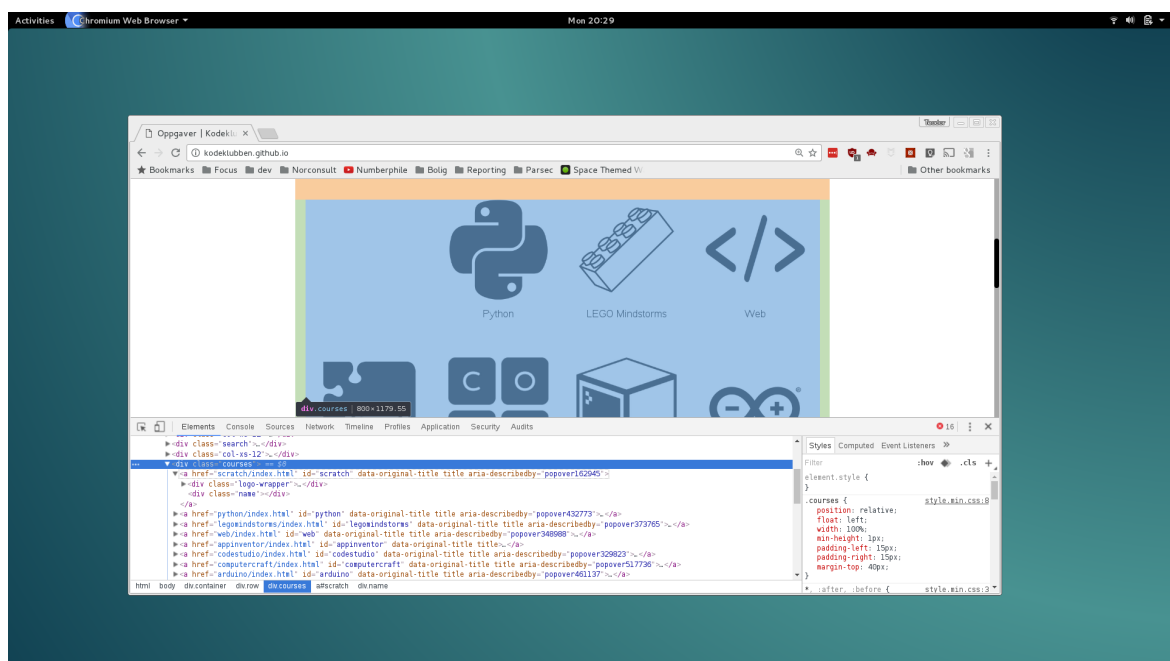 Activities Chromium Web Browser Mon 20:29
Teodor
Oppgaver | Kodeklu
kodeklubben.github.io
Bookmarks Focus dev Norconsult Numberphile Bolig Reporting Parsec Space Themed W Other bookmarks
Python LEGO Mindstorms Web
C O
div.courses | 800×1179.55
Elements Console Sources Network Timeline Profiles Application Security Audits 16
<div class="search">…</div>
<div class="col-xs-12">…</div>
<div class="courses"> == $0
<a href="scratch/index.html" id="scratch" data-original-title title aria-describedby="popover162945">
<div class="logo-wrapper">…</div>
<div class="name"></div>
</a>
<a href="python/index.html" id="python" data-original-title title aria-describedby="popover432773">…</a>
<a href="legomindstorms/index.html" id="legomindstorms" data-original-title title aria-describedby="popover373765">…</a>
<a href="web/index.html" id="web" data-original-title title aria-describedby="popover348988">…</a>
<a href="appinventor/index.html" id="appinventor" data-original-title title>…</a>
<a href="codestudio/index.html" id="codestudio" data-original-title title aria-describedby="popover329823">…</a>
<a href="computercraft/index.html" id="computercraft" data-original-title title aria-describedby="popover517736">…</a>
<a href="arduino/index.html" id="arduino" data-original-title title aria-describedby="popover461137">…</a>
html body div.container div.row div.courses a#scratch div.name
Styles Computed Event Listeners »
Filter :hov .cls +
element.style {
}
.courses { style.min.css:8
position: relative;
float: left;
width: 100%;
min-height: 1px;
padding-left: 15px;
padding-right: 15px;
margin-top: 40px;
}
*, :after, :before { style.min.css:3